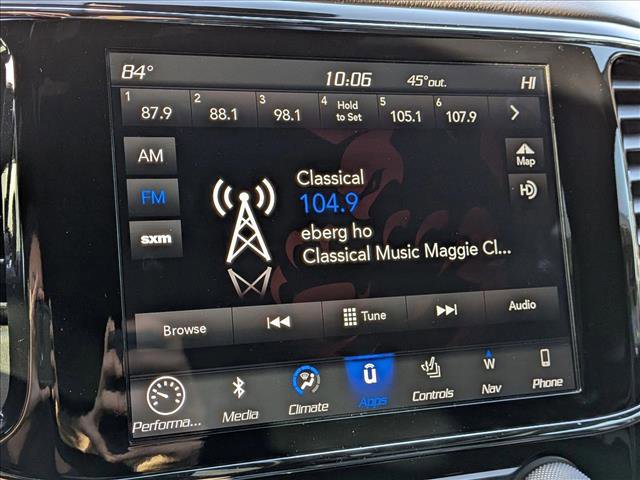 84° 10:06 45°out. HI
1 87.9 2 88.1 3 98.1 4 Hold to Set 5 105.1 6 107.9
AM
Map
FM
HD
sxm
Classical
104.9
eberg ho
Classical Music Maggie Cl...
Browse Tune Audio
Performa... Media Climate Apps Controls Nav Phone
û
W